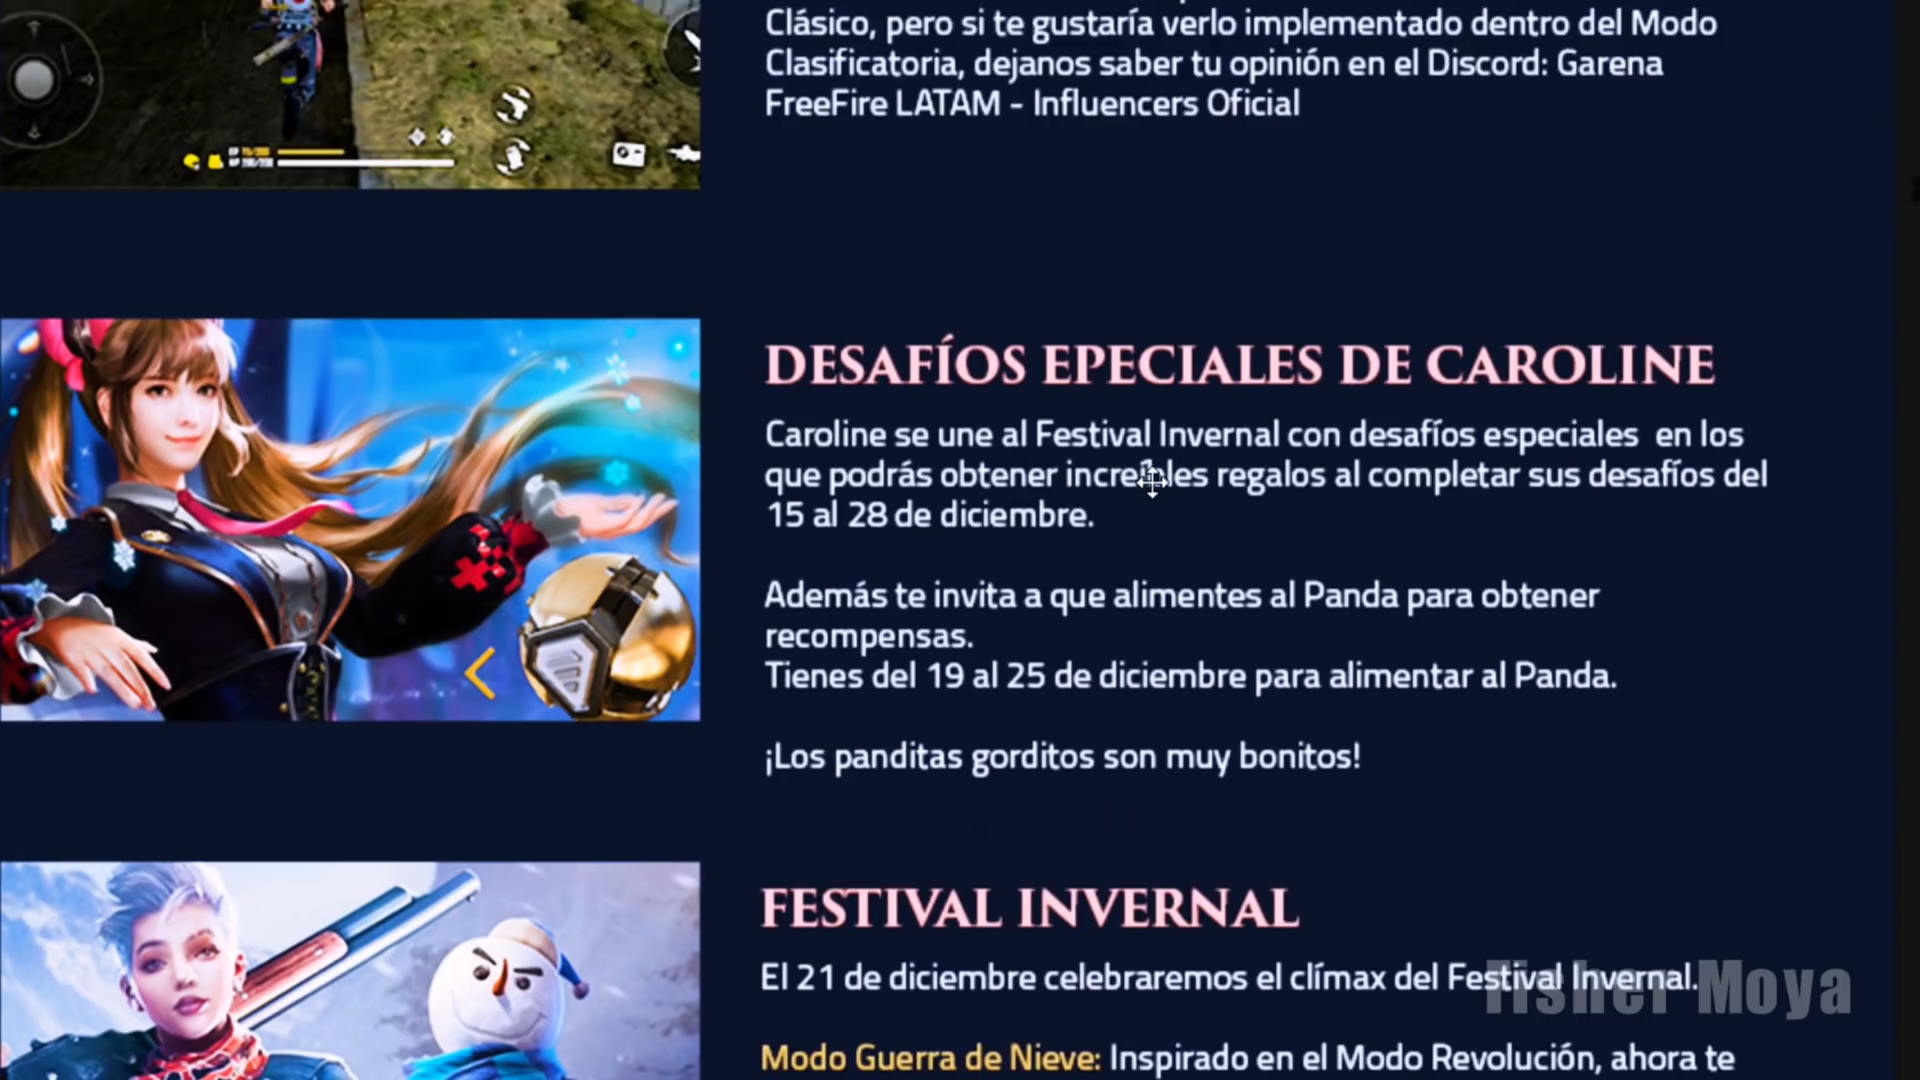 Clásico, pero si te gustaría verlo implementado dentro del Modo
Clasificatoria, dejanos saber tu opinión en el Discord: Garena
FreeFire LATAM - Influencers Oficial
DESAFÍOS EPECIALES DE CAROLINE
Caroline se une al Festival Invernal con desafíos especiales en los
que podrás obtener increíbles regalos al completar sus desafíos del
15 al 28 de diciembre.
Además te invita a que alimentes al Panda para obtener
recompensas.
Tienes del 19 al 25 de diciembre para alimentar al Panda.
¡Los panditas gorditos son muy bonitos!
FESTIVAL INVERNAL
El 21 de diciembre celebraremos el clímax del Festival Invernal.
Fisher Moya
Modo Guerra de Nieve: Inspirado en el Modo Revolución, ahora te